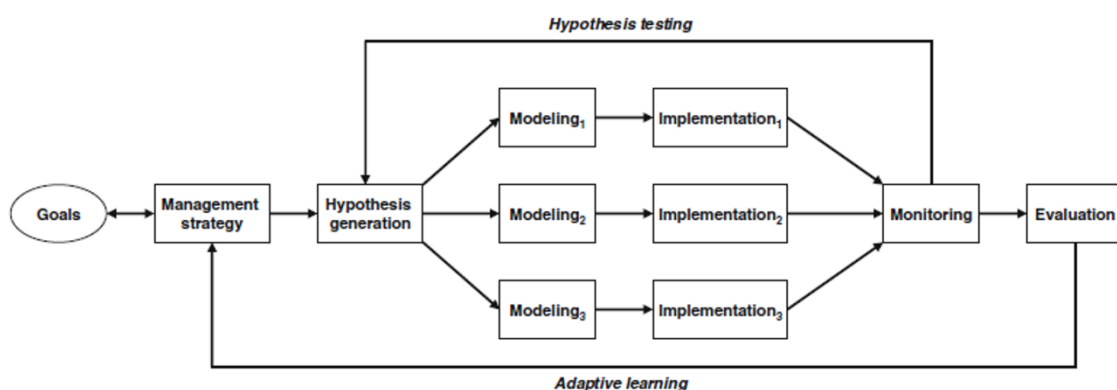 Hypothesis testing
Modeling1
Implementation1
Goals
Management
strategy
Hypothesis
generation
Modeling2
Implementation2
Monitoring
Evaluation
Modeling3
Implementation3
Adaptive learning